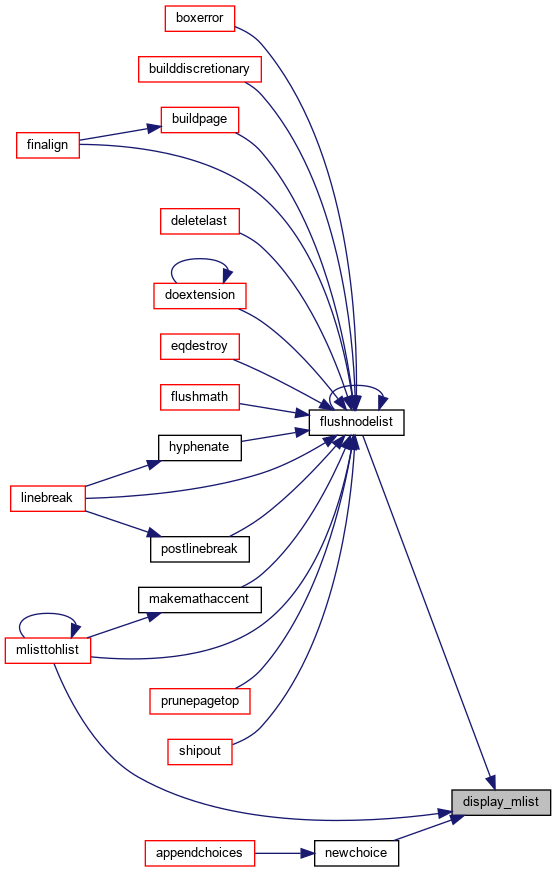 boxerror
builddiscretionary
buildpage
finalign
deletelast
doextension
eqdestroy
flushmath
flushnodelist
hyphenate
linebreak
postlinebreak
makemathaccent
mlisttohlist
prunepagetop
shipout
display_mlist
appendchoices
newchoice